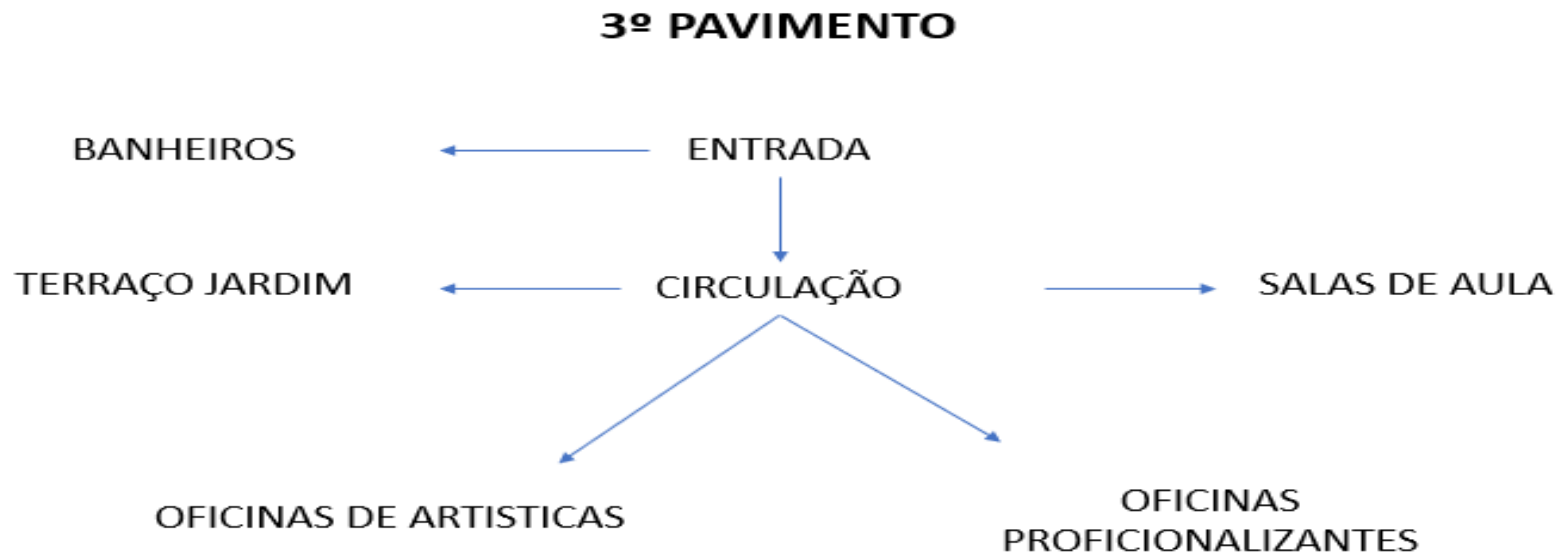 3º PAVIMENTO
BANHEIROS
ENTRADA
TERRAÇO JARDIM
CIRCULAÇÃO
SALAS DE AULA
OFICINAS DE ARTISTICAS
OFICINAS
PROFICIONALIZANTES